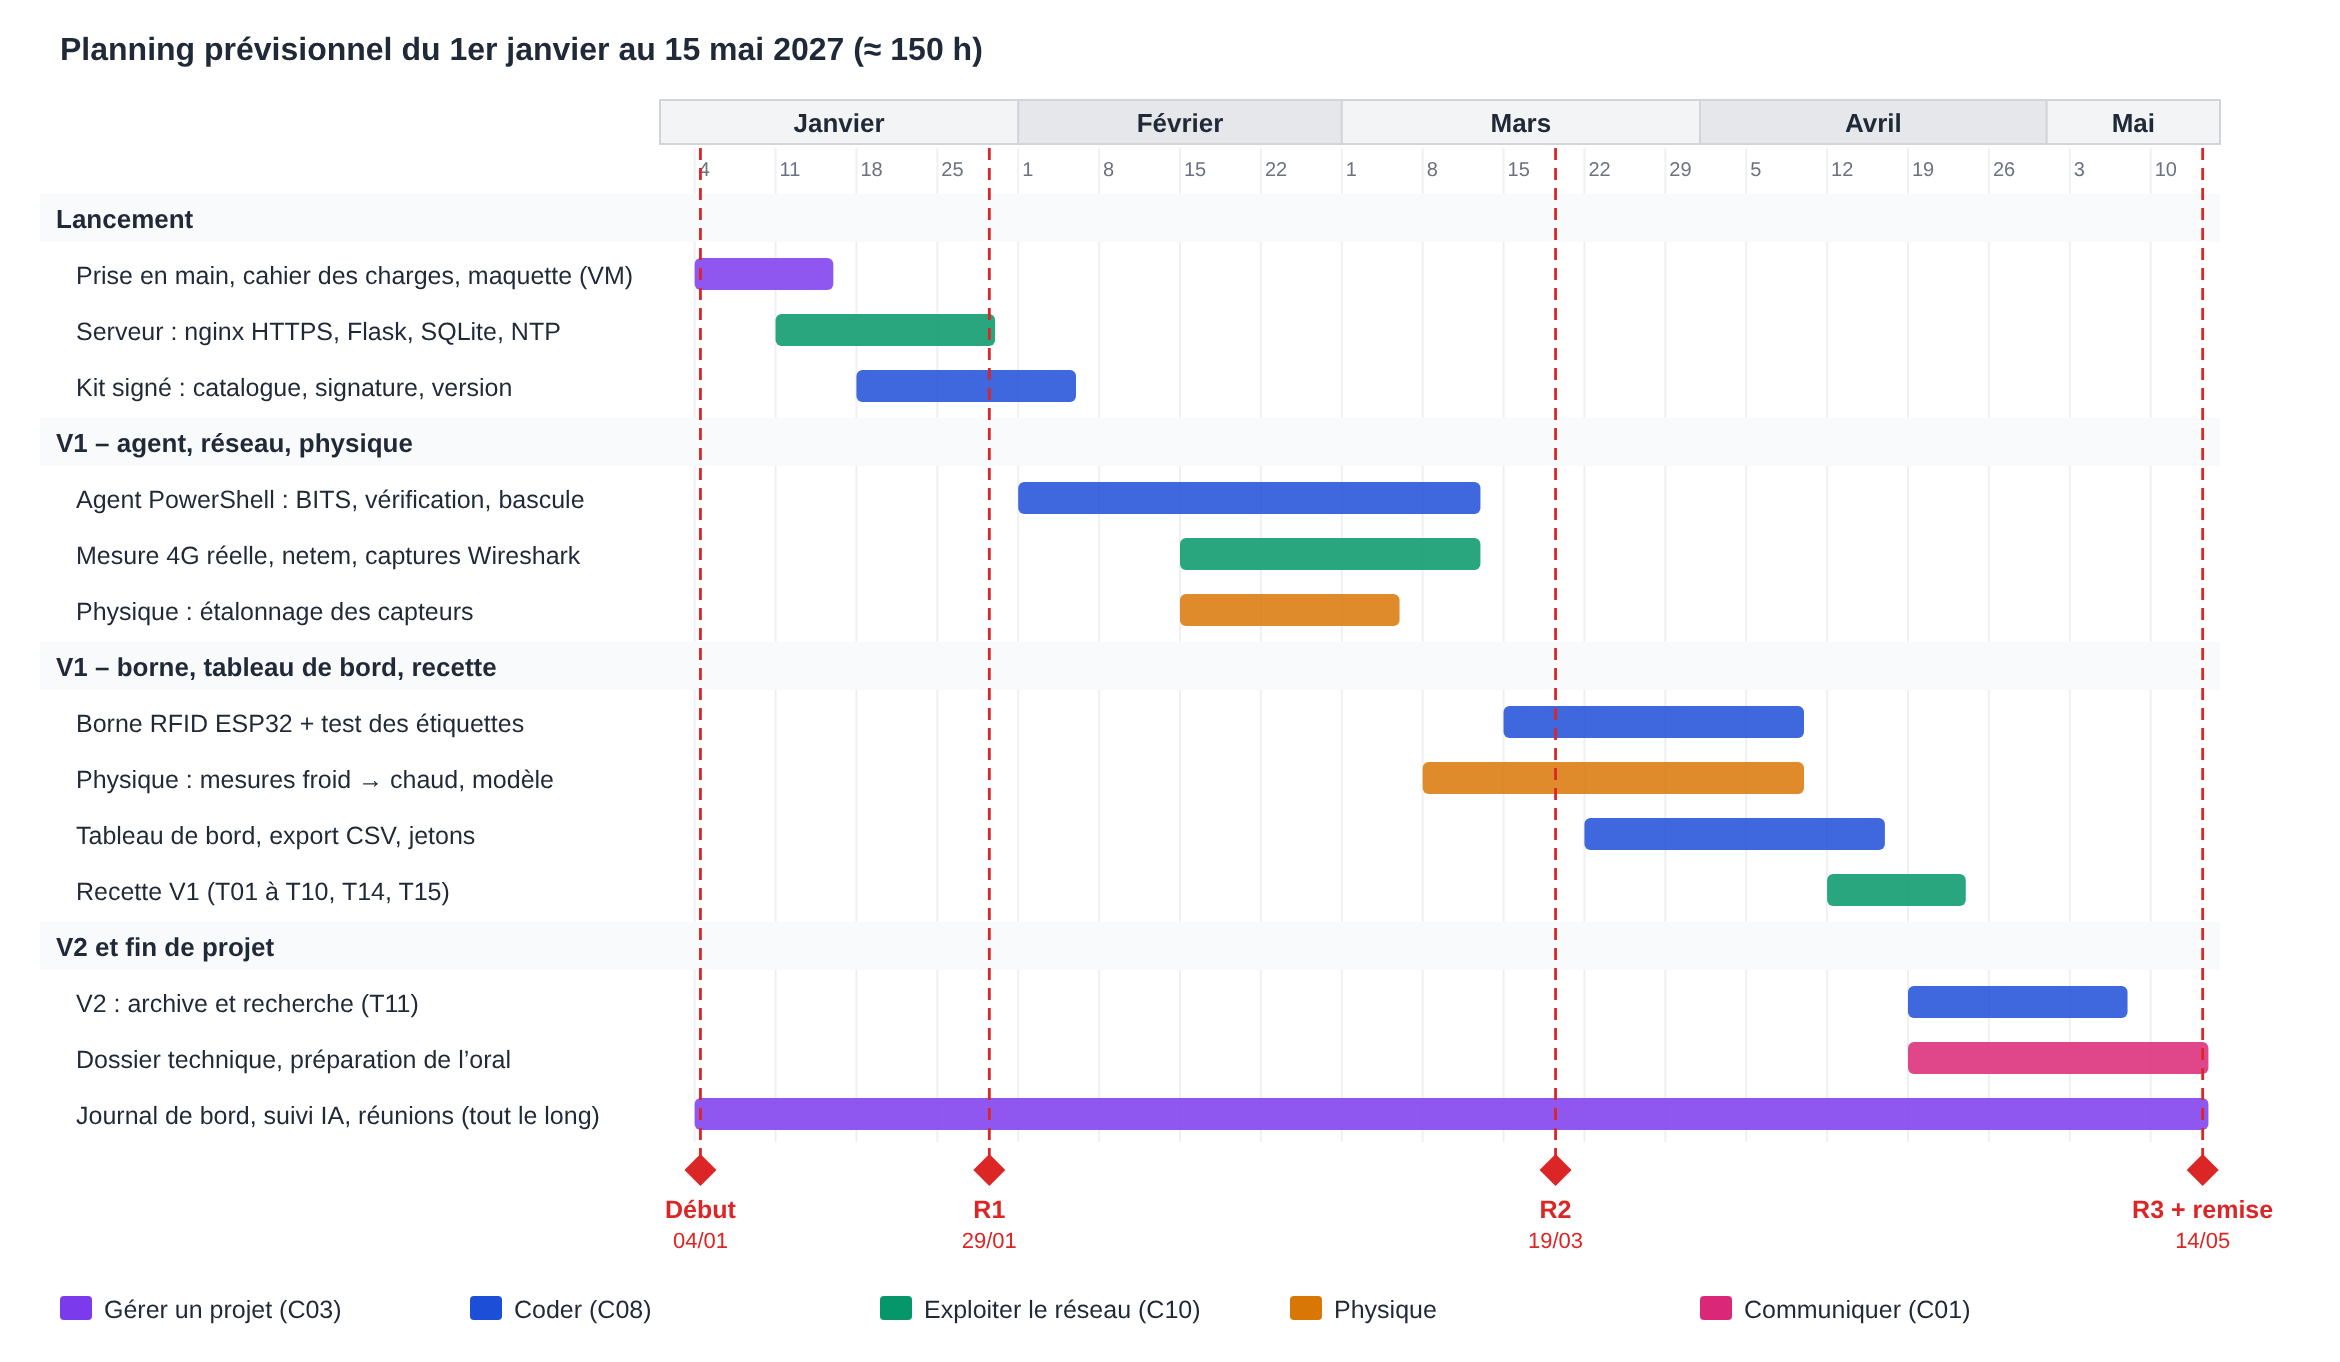 Planning prévisionnel du 1er janvier au 15 mai 2027 (≈ 150 h)
Janvier Février Mars Avril Mai
4 11 18 25 1 8 15 22 1 8 15 22 29 5 12 19 26 3 10
Lancement
Prise en main, cahier des charges, maquette (VM)
Serveur : nginx HTTPS, Flask, SQLite, NTP
Kit signé : catalogue, signature, version
V1 – agent, réseau, physique
Agent PowerShell : BITS, vérification, bascule
Mesure 4G réelle, netem, captures Wireshark
Physique : étalonnage des capteurs
V1 – borne, tableau de bord, recette
Borne RFID ESP32 + test des étiquettes
Physique : mesures froid → chaud, modèle
Tableau de bord, export CSV, jetons
Recette V1 (T01 à T10, T14, T15)
V2 et fin de projet
V2 : archive et recherche (T11)
Dossier technique, préparation de l’oral
Journal de bord, suivi IA, réunions (tout le long)
Début R1 R2 R3 + remise
04/01 29/01 19/03 14/05
Gérer un projet (C03) Coder (C08) Exploiter le réseau (C10) Physique Communiquer (C01)